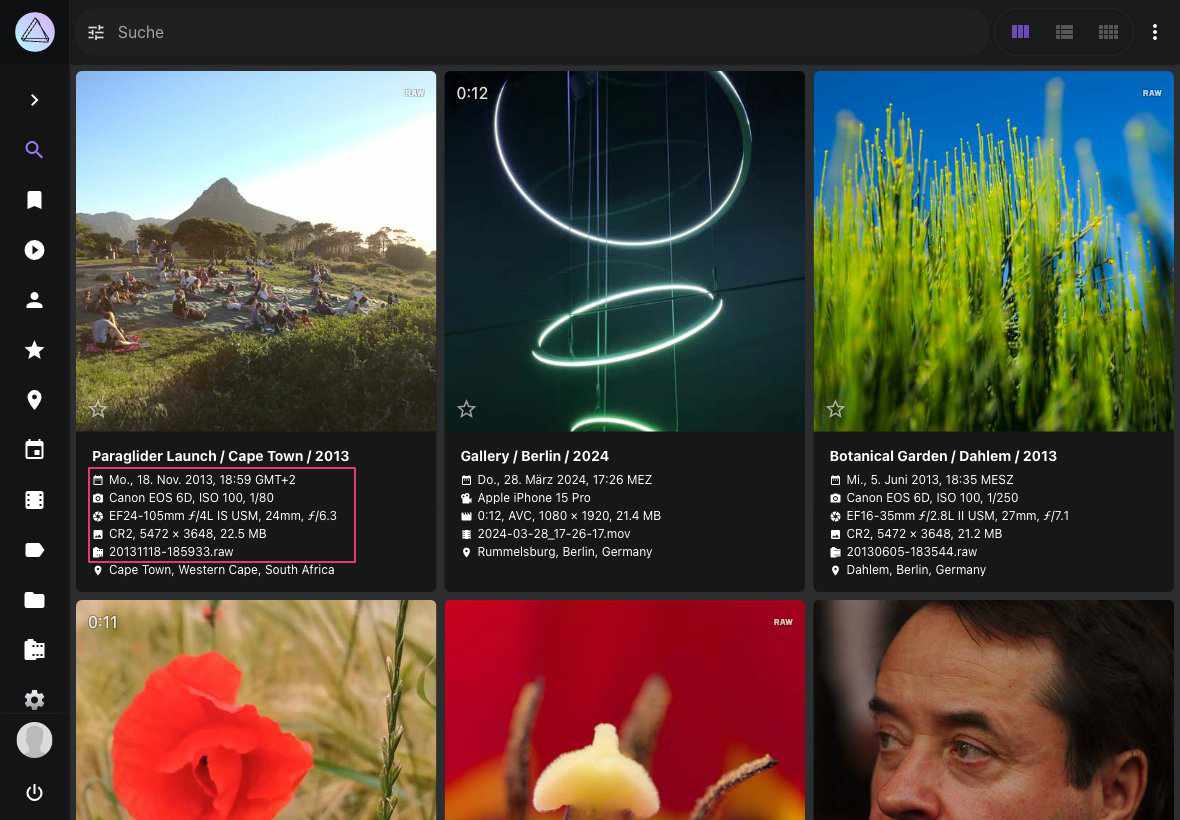 Suche
RAW
0:12
RAW
Paraglider Launch / Cape Town / 2013
Mo., 18. Nov. 2013, 18:59 GMT+2
Canon EOS 6D, ISO 100, 1/80
EF24-105mm ƒ/4L IS USM, 24mm, ƒ/6.3
CR2, 5472 × 3648, 22.5 MB
20131118-185933.raw
Cape Town, Western Cape, South Africa
Gallery / Berlin / 2024
Do., 28. März 2024, 17:26 MEZ
Apple iPhone 15 Pro
0:12, AVC, 1080 × 1920, 21.4 MB
2024-03-28_17-26-17.mov
Rummelsburg, Berlin, Germany
Botanical Garden / Dahlem / 2013
Mi., 5. Juni 2013, 18:35 MESZ
Canon EOS 6D, ISO 100, 1/250
EF16-35mm ƒ/2.8L II USM, 27mm, ƒ/7.1
CR2, 5472 × 3648, 21.2 MB
20130605-183544.raw
Dahlem, Berlin, Germany
0:11
RAW